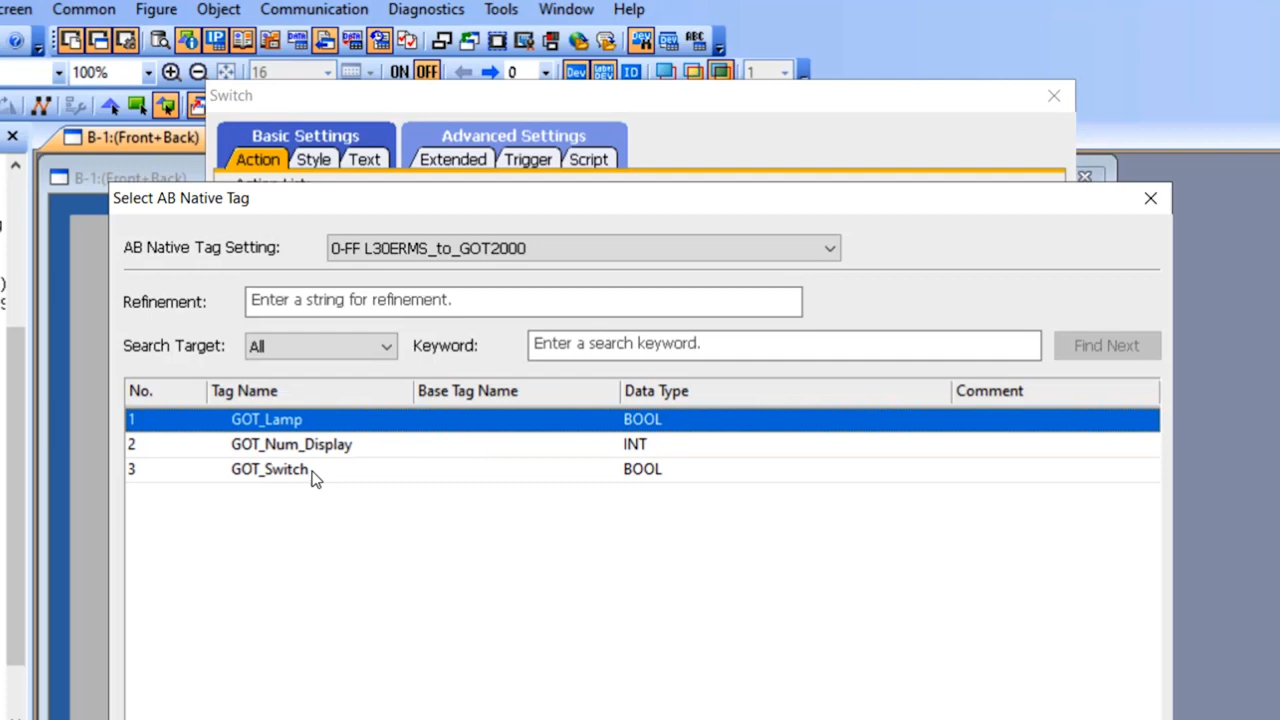 Common Figure Object Communication Diagnostics Tools Window Help
100% 16 ON OFF 0 Dev ID 1
Switch
B-1:(Front+Back)
Basic Settings Advanced Settings
Action Style Text Extended Trigger Script
B-1:(Front+Back)
Select AB Native Tag
AB Native Tag Setting: 0-FF L30ERMS_to_GOT2000
Refinement: Enter a string for refinement.
Search Target: All Keyword: Enter a search keyword. Find Next
No. Tag Name Base Tag Name Data Type Comment
1 GOT_Lamp BOOL
2 GOT_Num_Display INT
3 GOT_Switch BOOL